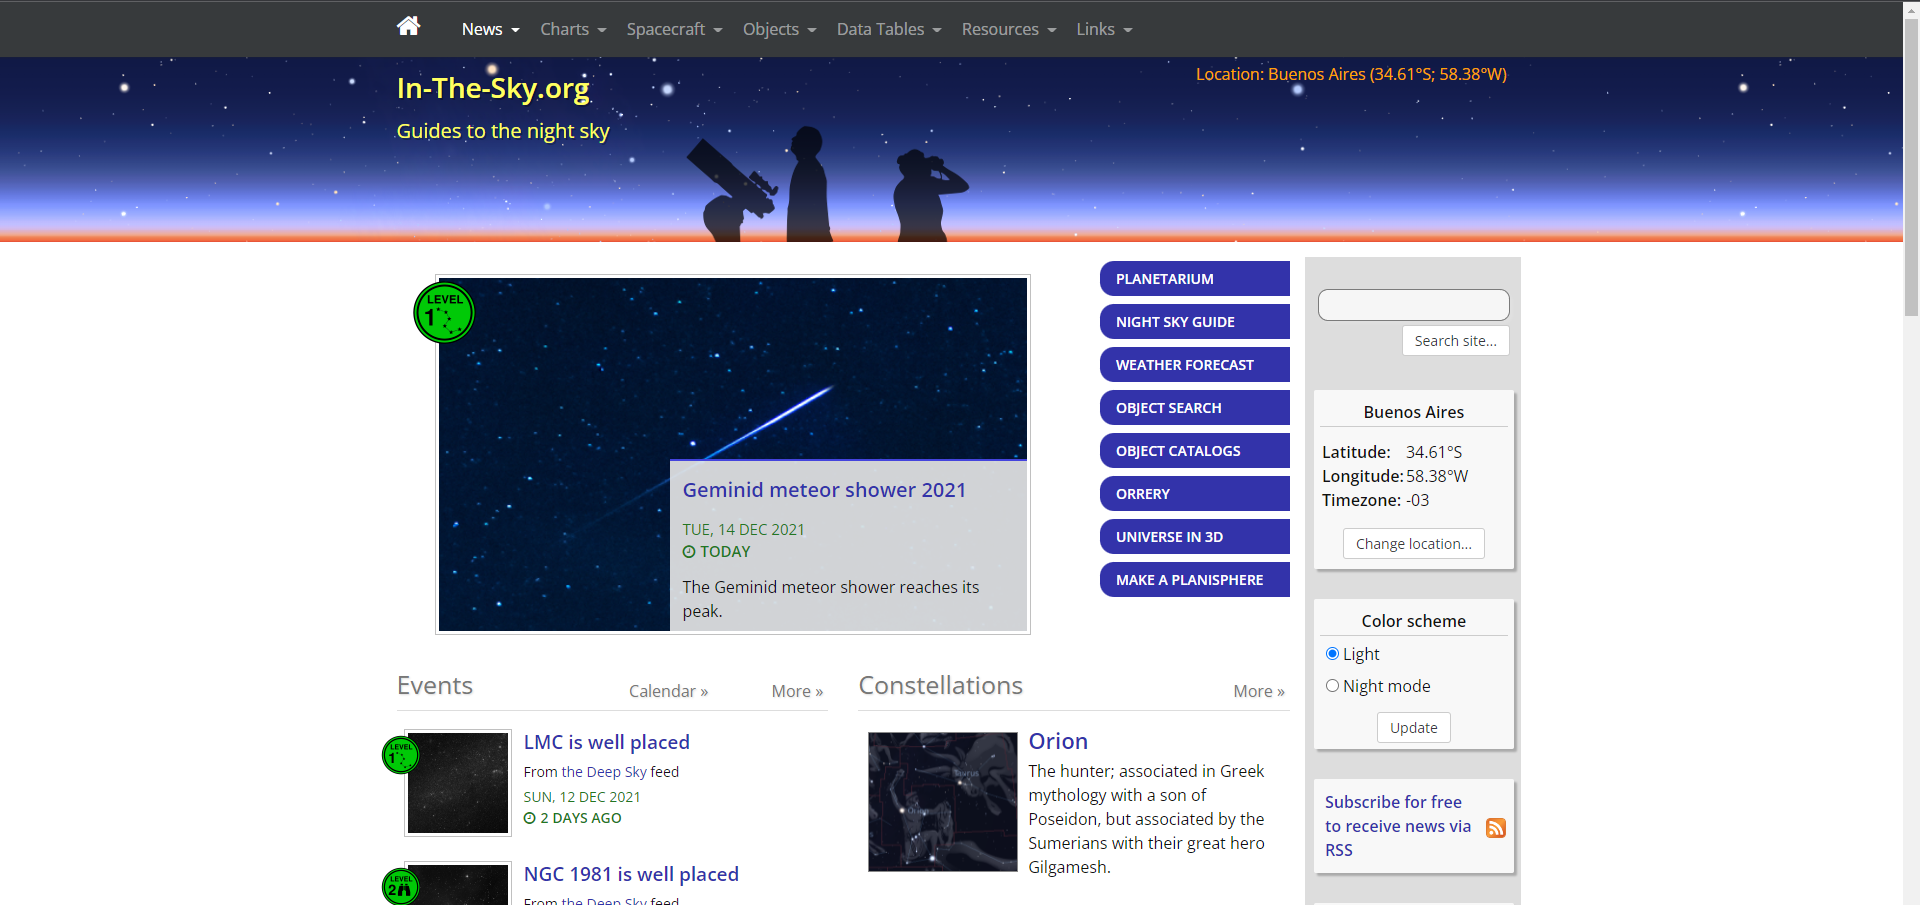 News
Charts
Spacecraft
Objects
Data Tables
Resources
Links
In-The-Sky.org
Guides to the night sky
Location: Buenos Aires (34.61°S; 58.38°W)
LEVEL
1
Geminid meteor shower 2021
TUE, 14 DEC 2021
TODAY
The Geminid meteor shower reaches its
peak.
PLANETARIUM
NIGHT SKY GUIDE
WEATHER FORECAST
OBJECT SEARCH
OBJECT CATALOGS
ORRERY
UNIVERSE IN 3D
MAKE A PLANISPHERE
Search site...
Buenos Aires
Latitude: 34.61°S
Longitude: 58.38°W
Timezone: -03
Change location...
Color scheme
Light
Night mode
Update
Subscribe for free
to receive news via
RSS
Events
Calendar »
More »
LEVEL
1
LMC is well placed
From the Deep Sky feed
SUN, 12 DEC 2021
2 DAYS AGO
LEVEL
2
NGC 1981 is well placed
From the Deep Sky feed
Constellations
More »
Taurus
Orion
Orion
The hunter; associated in Greek
mythology with a son of
Poseidon, but associated by the
Sumerians with their great hero
Gilgamesh.